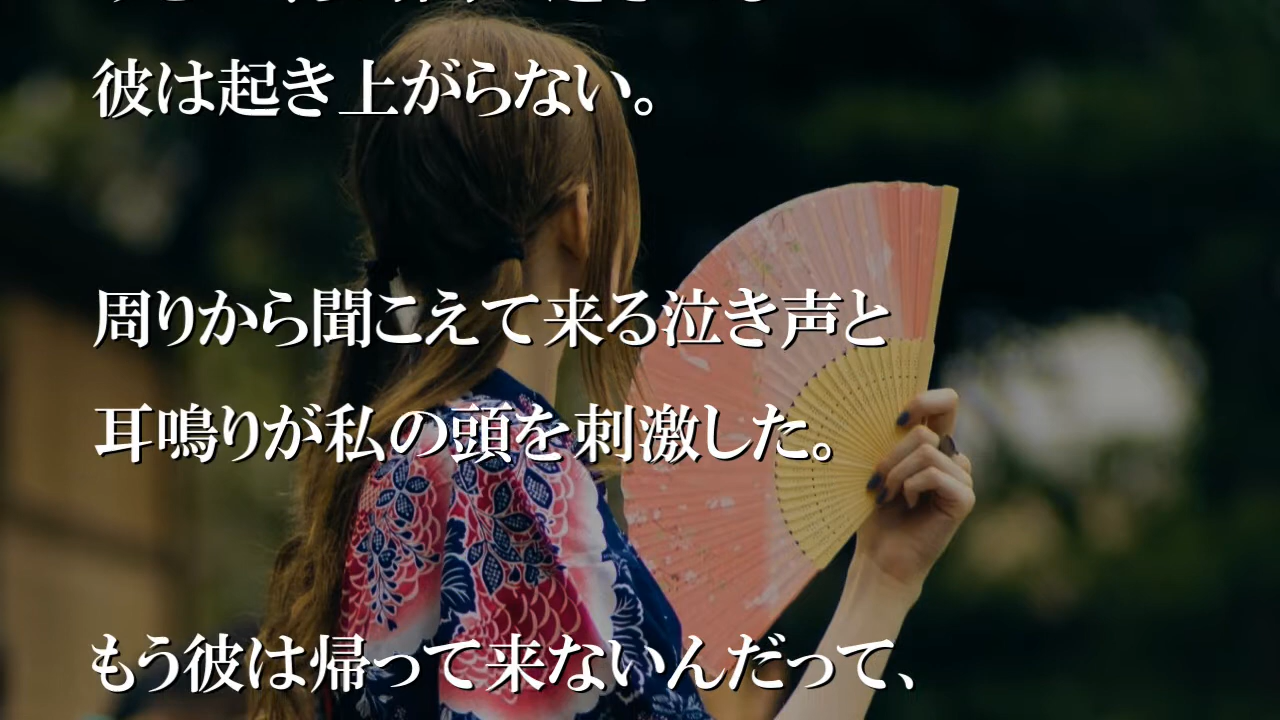 彼は起き上がらない。
周りから聞こえて来る泣き声と
耳鳴りが私の頭を刺激した。
もう彼は帰って来ないんだって、